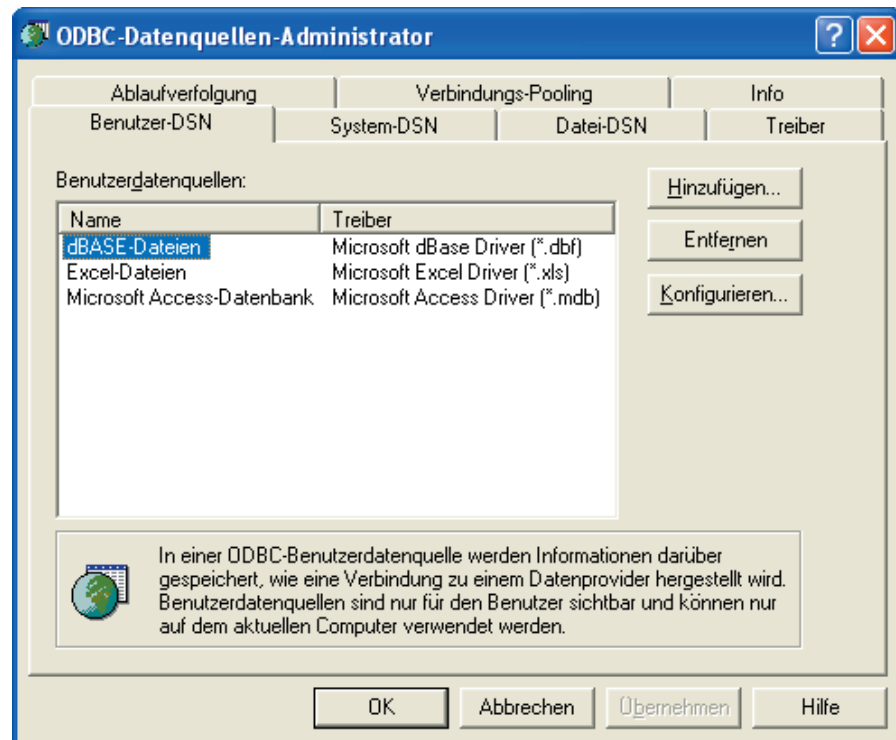 ODBC-Datenquellen-Administrator
Ablaufverfolgung Verbindungs-Pooling Info
Benutzer-DSN System-DSN Datei-DSN Treiber
Benutzerdatenquellen:
Hinzufügen...
Name Treiber
dBASE-Dateien Microsoft dBase Driver (*.dbf)
Entfernen
Excel-Dateien Microsoft Excel Driver (*.xls)
Microsoft Access-Datenbank Microsoft Access Driver (*.mdb)
Konfigurieren...
In einer ODBC-Benutzerdatenquelle werden Informationen darüber
gespeichert, wie eine Verbindung zu einem Datenprovider hergestellt wird.
Benutzerdatenquellen sind nur für den Benutzer sichtbar und können nur
auf dem aktuellen Computer verwendet werden.
OK Abbrechen Übernehmen Hilfe